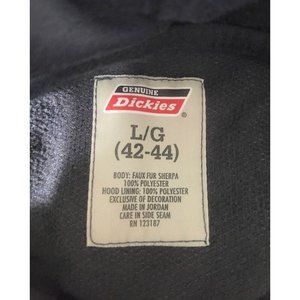 GENUINE
Dickies®
L/G
(42-44)
BODY: FAUX FUR SHERPA
100% POLYESTER
HOOD LINING: 100% POLYESTER
EXCLUSIVE OF DECORATION
MADE IN JORDAN
CARE IN SIDE SEAM
RN 123187